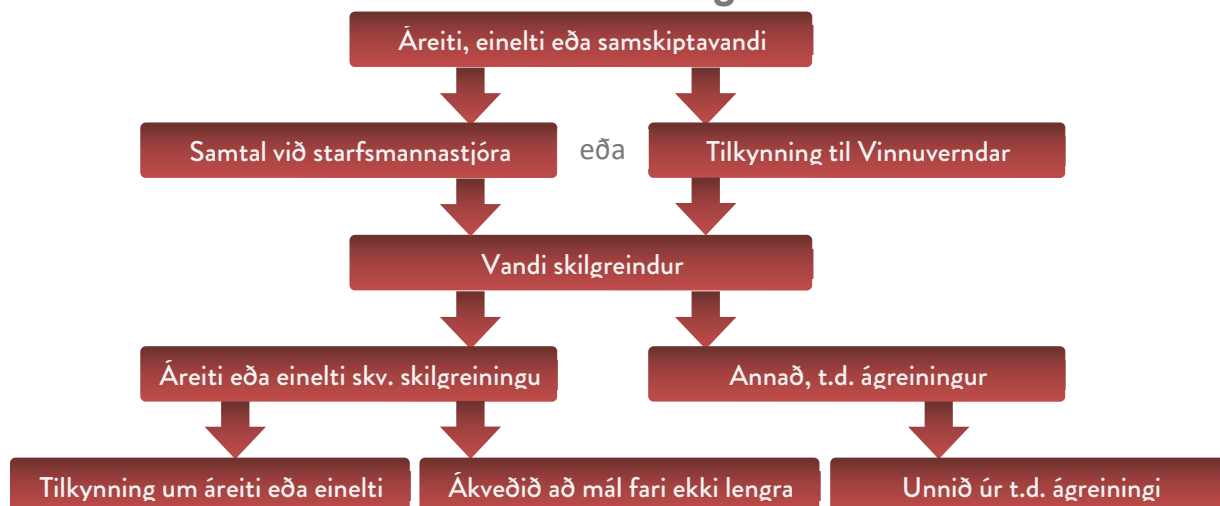 Áreiti, einelti eða samskiptavandi
Samtal við starfsmannastjóra
eða
Tilkynning til Vinnuverndar
Vandi skilgreindur
Áreiti eða einelti skv. skilgreiningu
Annað, t.d. ágreiningur
Tilkynning um áreiti eða einelti
Ákveðið að mál fari ekki lengra
Unnið úr t.d. ágreiningi